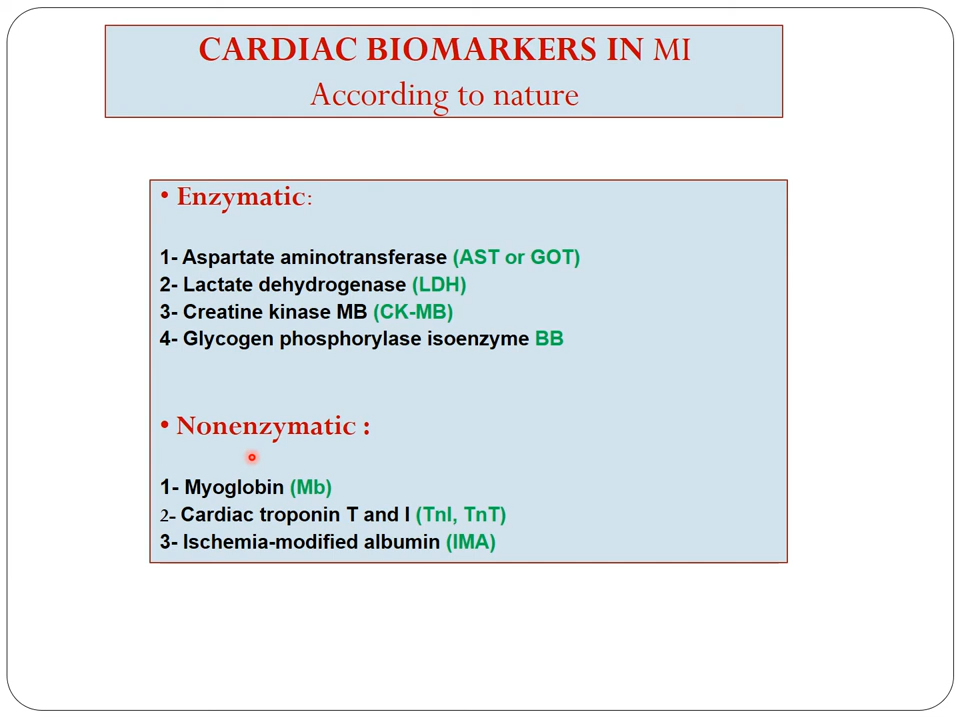 CARDIAC BIOMARKERS IN MI
According to nature
• Enzymatic:
1- Aspartate aminotransferase (AST or GOT)
2- Lactate dehydrogenase (LDH)
3- Creatine kinase MB (CK-MB)
4- Glycogen phosphorylase isoenzyme BB
• Nonenzymatic :
1- Myoglobin (Mb)
2- Cardiac troponin T and I (TnI, TnT)
3- Ischemia-modified albumin (IMA)